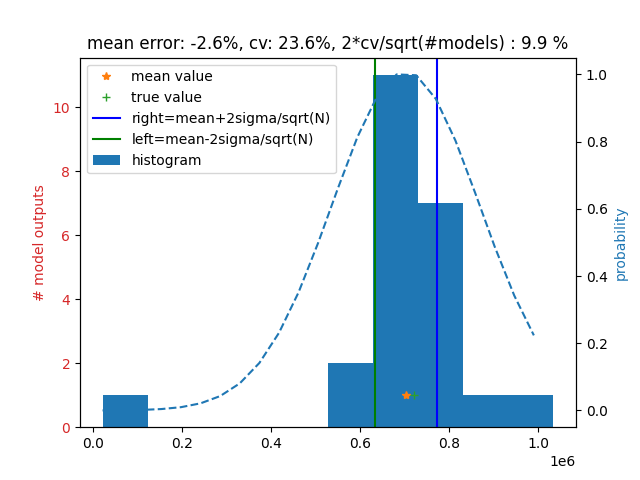 mean error: -2.6%, cv: 23.6%, 2*cv/sqrt(#models) : 9.9 %
mean value
true value
right=mean+2sigma/sqrt(N)
left=mean-2sigma/sqrt(N)
histogram
# model outputs
10
8
6
4
2
0
1.0
0.8
0.6
0.4
0.2
0.0
probability
0.0
0.2
0.4
0.6
0.8
1.0
1e6